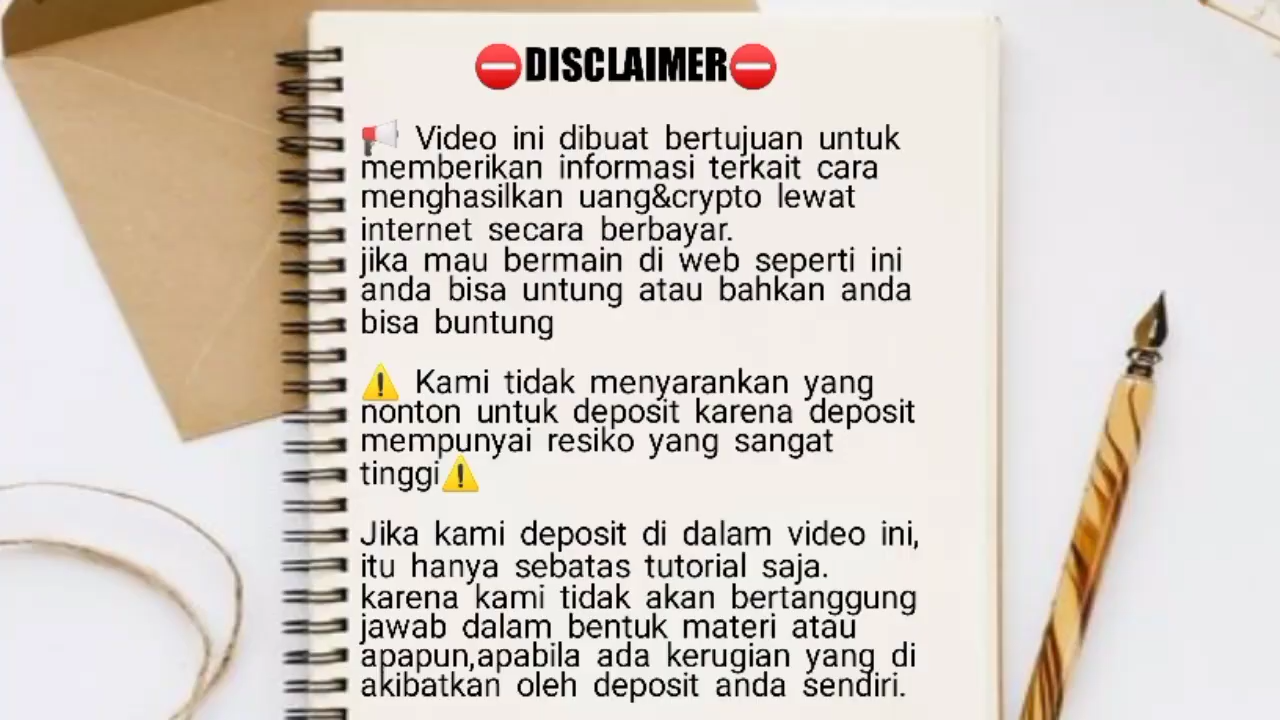 ⛔DISCLAIMER⛔
📢 Video ini dibuat bertujuan untuk
memberikan informasi terkait cara
menghasilkan uang&crypto lewat
internet secara berbayar.
jika mau bermain di web seperti ini
anda bisa untung atau bahkan anda
bisa buntung
⚠️ Kami tidak menyarankan yang
nonton untuk deposit karena deposit
mempunyai resiko yang sangat
tinggi⚠️
Jika kami deposit di dalam video ini,
itu hanya sebatas tutorial saja.
karena kami tidak akan bertanggung
jawab dalam bentuk materi atau
apapun,apabila ada kerugian yang di
akibatkan oleh deposit anda sendiri.